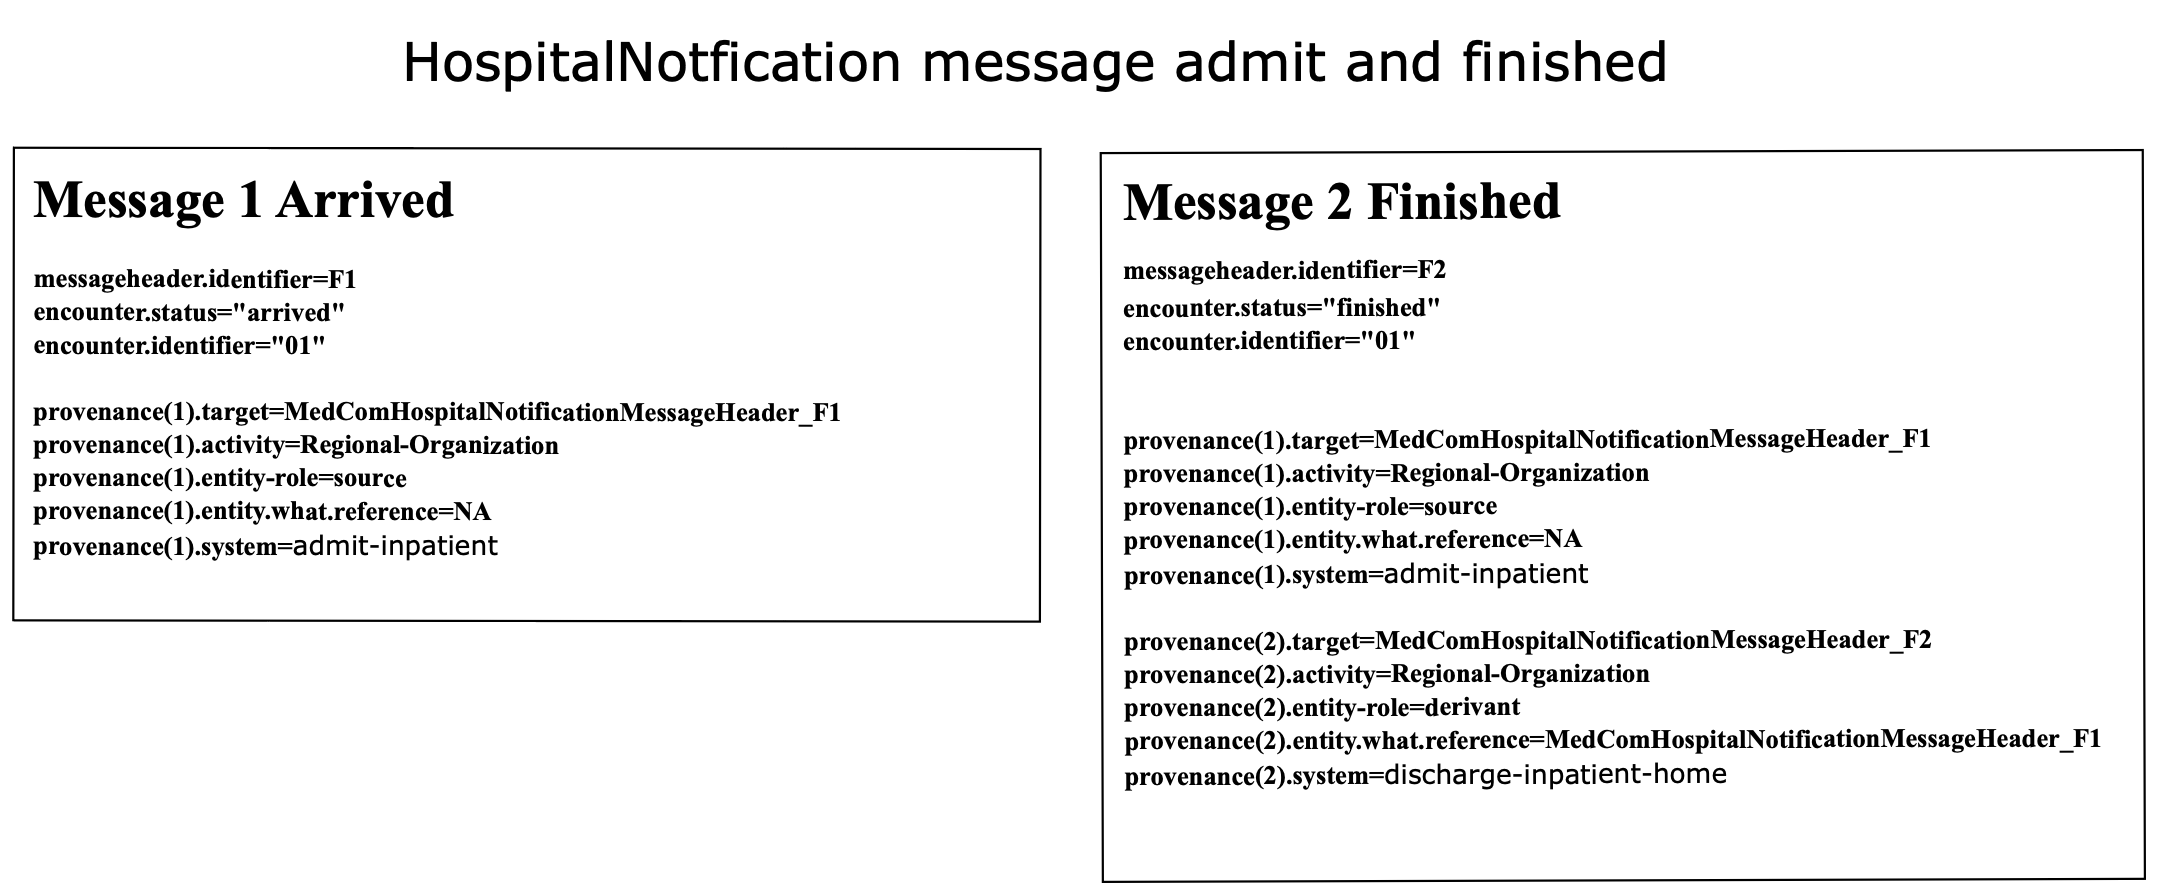 HospitalNotfication message admit and finished
Message 1 Arrived
messageheader.identifier=F1
encounter.status="arrived"
encounter.identifier="01"
provenance(1).target=MedComHospitalNotificationMessageHeader_F1
provenance(1).activity=Regional-Organization
provenance(1).entity-role=source
provenance(1).entity.what.reference=NA
provenance(1).system=admit-inpatient
Message 2 Finished
messageheader.identifier=F2
encounter.status="finished"
encounter.identifier="01"
provenance(1).target=MedComHospitalNotificationMessageHeader_F1
provenance(1).activity=Regional-Organization
provenance(1).entity-role=source
provenance(1).entity.what.reference=NA
provenance(1).system=admit-inpatient
provenance(2).target=MedComHospitalNotificationMessageHeader_F2
provenance(2).activity=Regional-Organization
provenance(2).entity-role=derivant
provenance(2).entity.what.reference=MedComHospitalNotificationMessageHeader_F1
provenance(2).system=discharge-inpatient-home